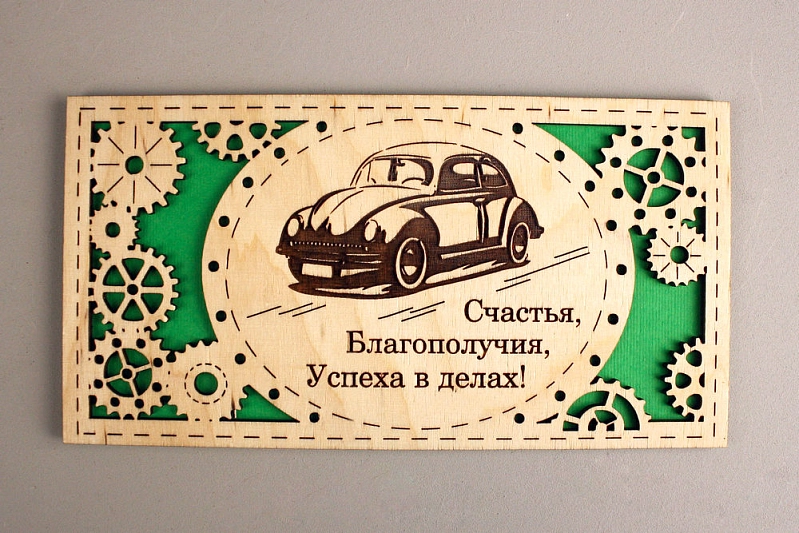 Счастья,
Благополучия,
Успеха в делах!